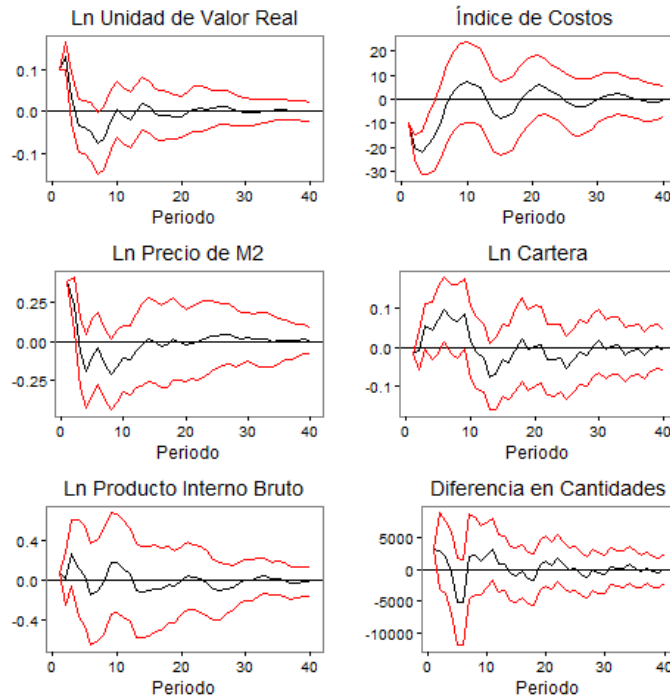 Ln Unidad de Valor Real
0.1
0.0
-0.1
0 10 20 30 40
Periodo
Índice de Costos
20
10
0
-10
-20
-30
0 10 20 30 40
Periodo
Ln Precio de M2
0.25
0.00
-0.25
0 10 20 30 40
Periodo
Ln Cartera
0.1
0.0
-0.1
0 10 20 30 40
Periodo
Ln Producto Interno Bruto
0.4
0.0
-0.4
0 10 20 30 40
Periodo
Diferencia en Cantidades
5000
0
-5000
-10000
0 10 20 30 40
Periodo